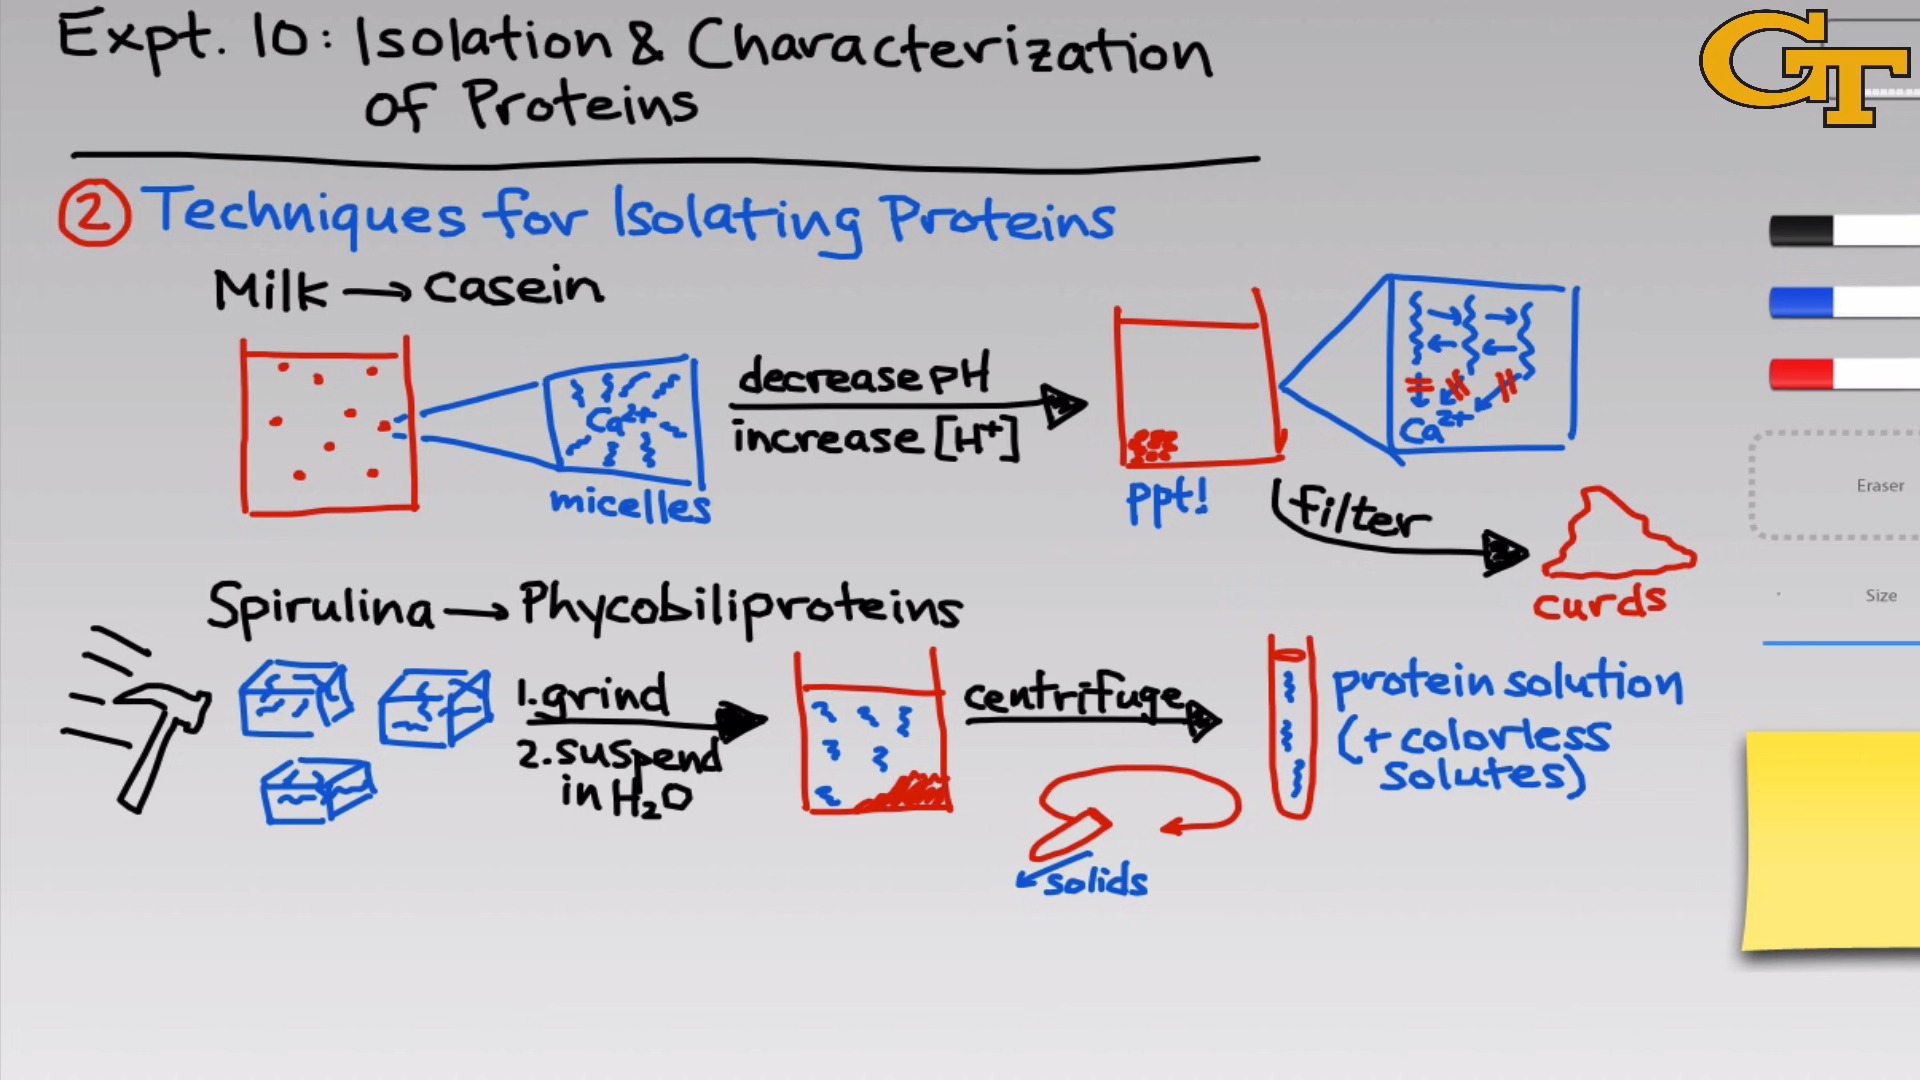 Expt. 10: Isolation & Characterization
of Proteins
GT
② Techniques for Isolating Proteins
Milk → Casein
Ca²⁺
micelles
decrease pH
increase [H⁺]
ppt!
Ca²⁺
filter
curds
Eraser
Size
Spirulina → Phycobiliproteins
1. grind
2. suspend
in H₂O
centrifuge
solids
protein solution
(+ colorless
solutes)